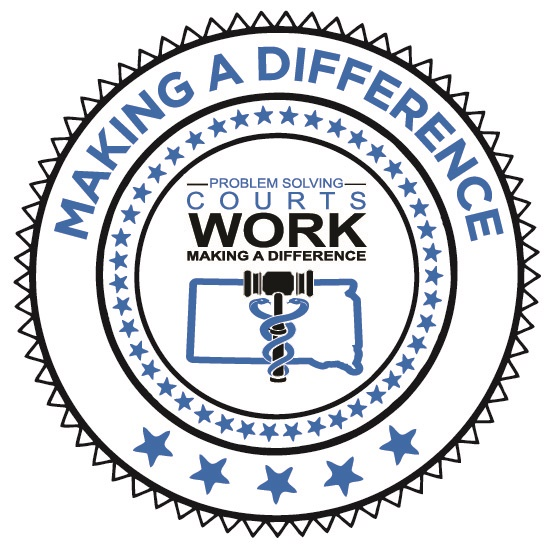 MAKING A DIFFERENCE
PROBLEM SOLVING
COURTS
WORK
MAKING A DIFFERENCE